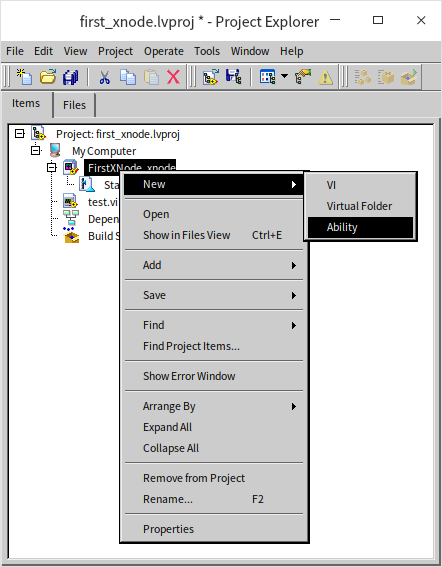 first_xnode.lvproj * - Project Explorer
File Edit View Project Operate Tools Window Help
Items Files
Project: first_xnode.lvproj
My Computer
FirstXNode.xnode
Sta
test.vi
Depen
Build S
New
Open
Show in Files View Ctrl+E
Add
Save
Find
Find Project Items...
Show Error Window
Arrange By
Expand All
Collapse All
Remove from Project
Rename... F2
Properties
VI
Virtual Folder
Ability